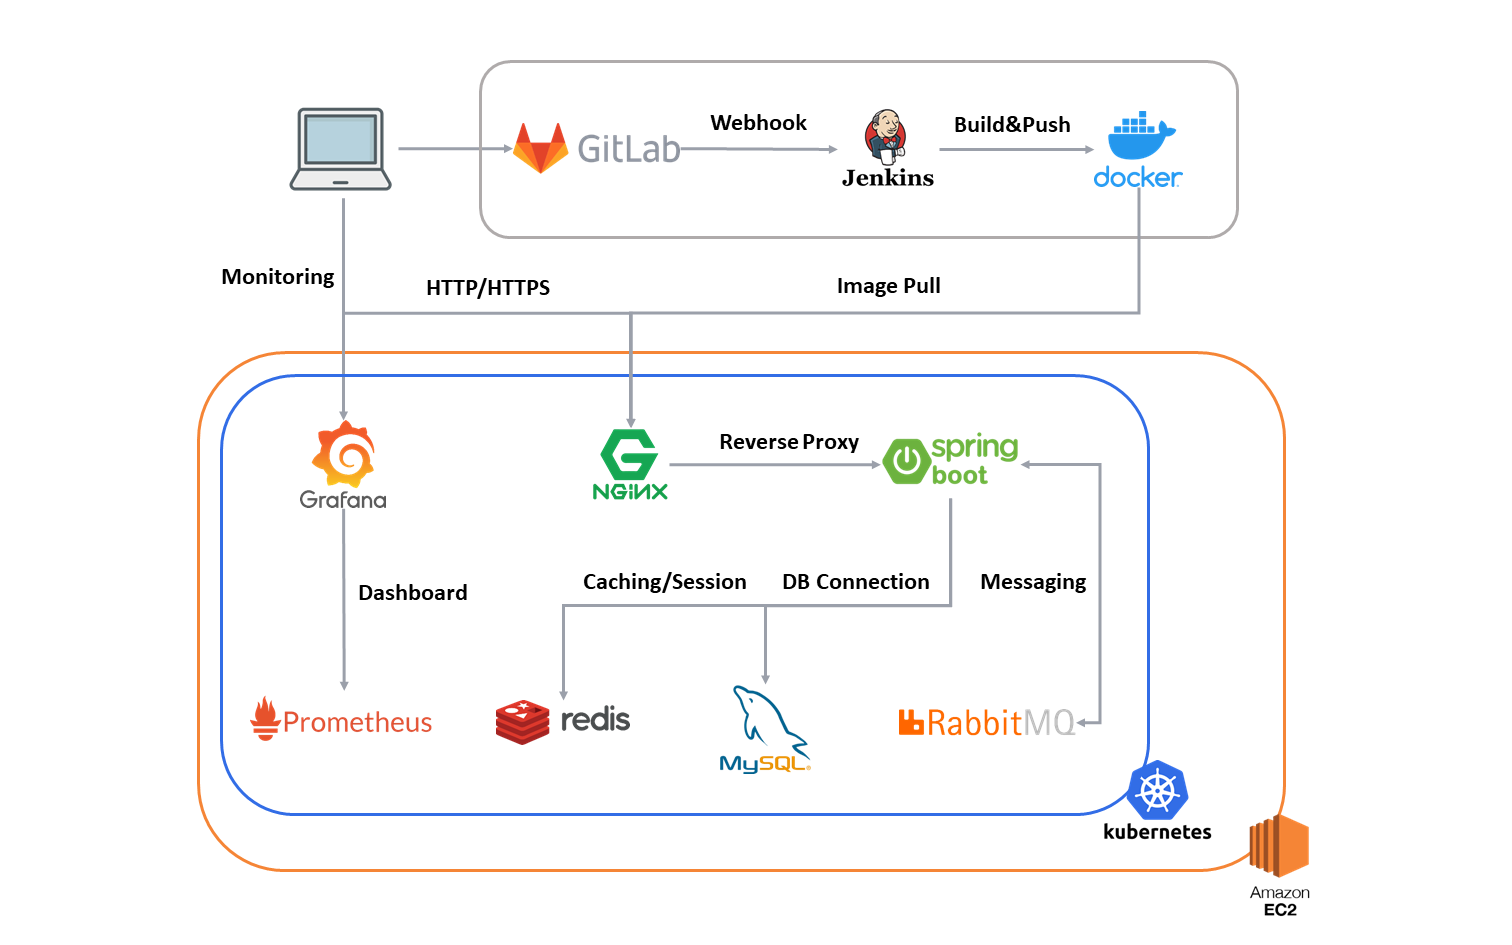 Webhook
Build&Push
GitLab
Jenkins
docker
Monitoring
HTTP/HTTPS
Image Pull
Reverse Proxy
spring
boot
Grafana
NGiNX
Caching/Session
DB Connection
Messaging
Dashboard
Prometheus
redis
RabbitMQ
MySQL
kubernetes
Amazon
EC2